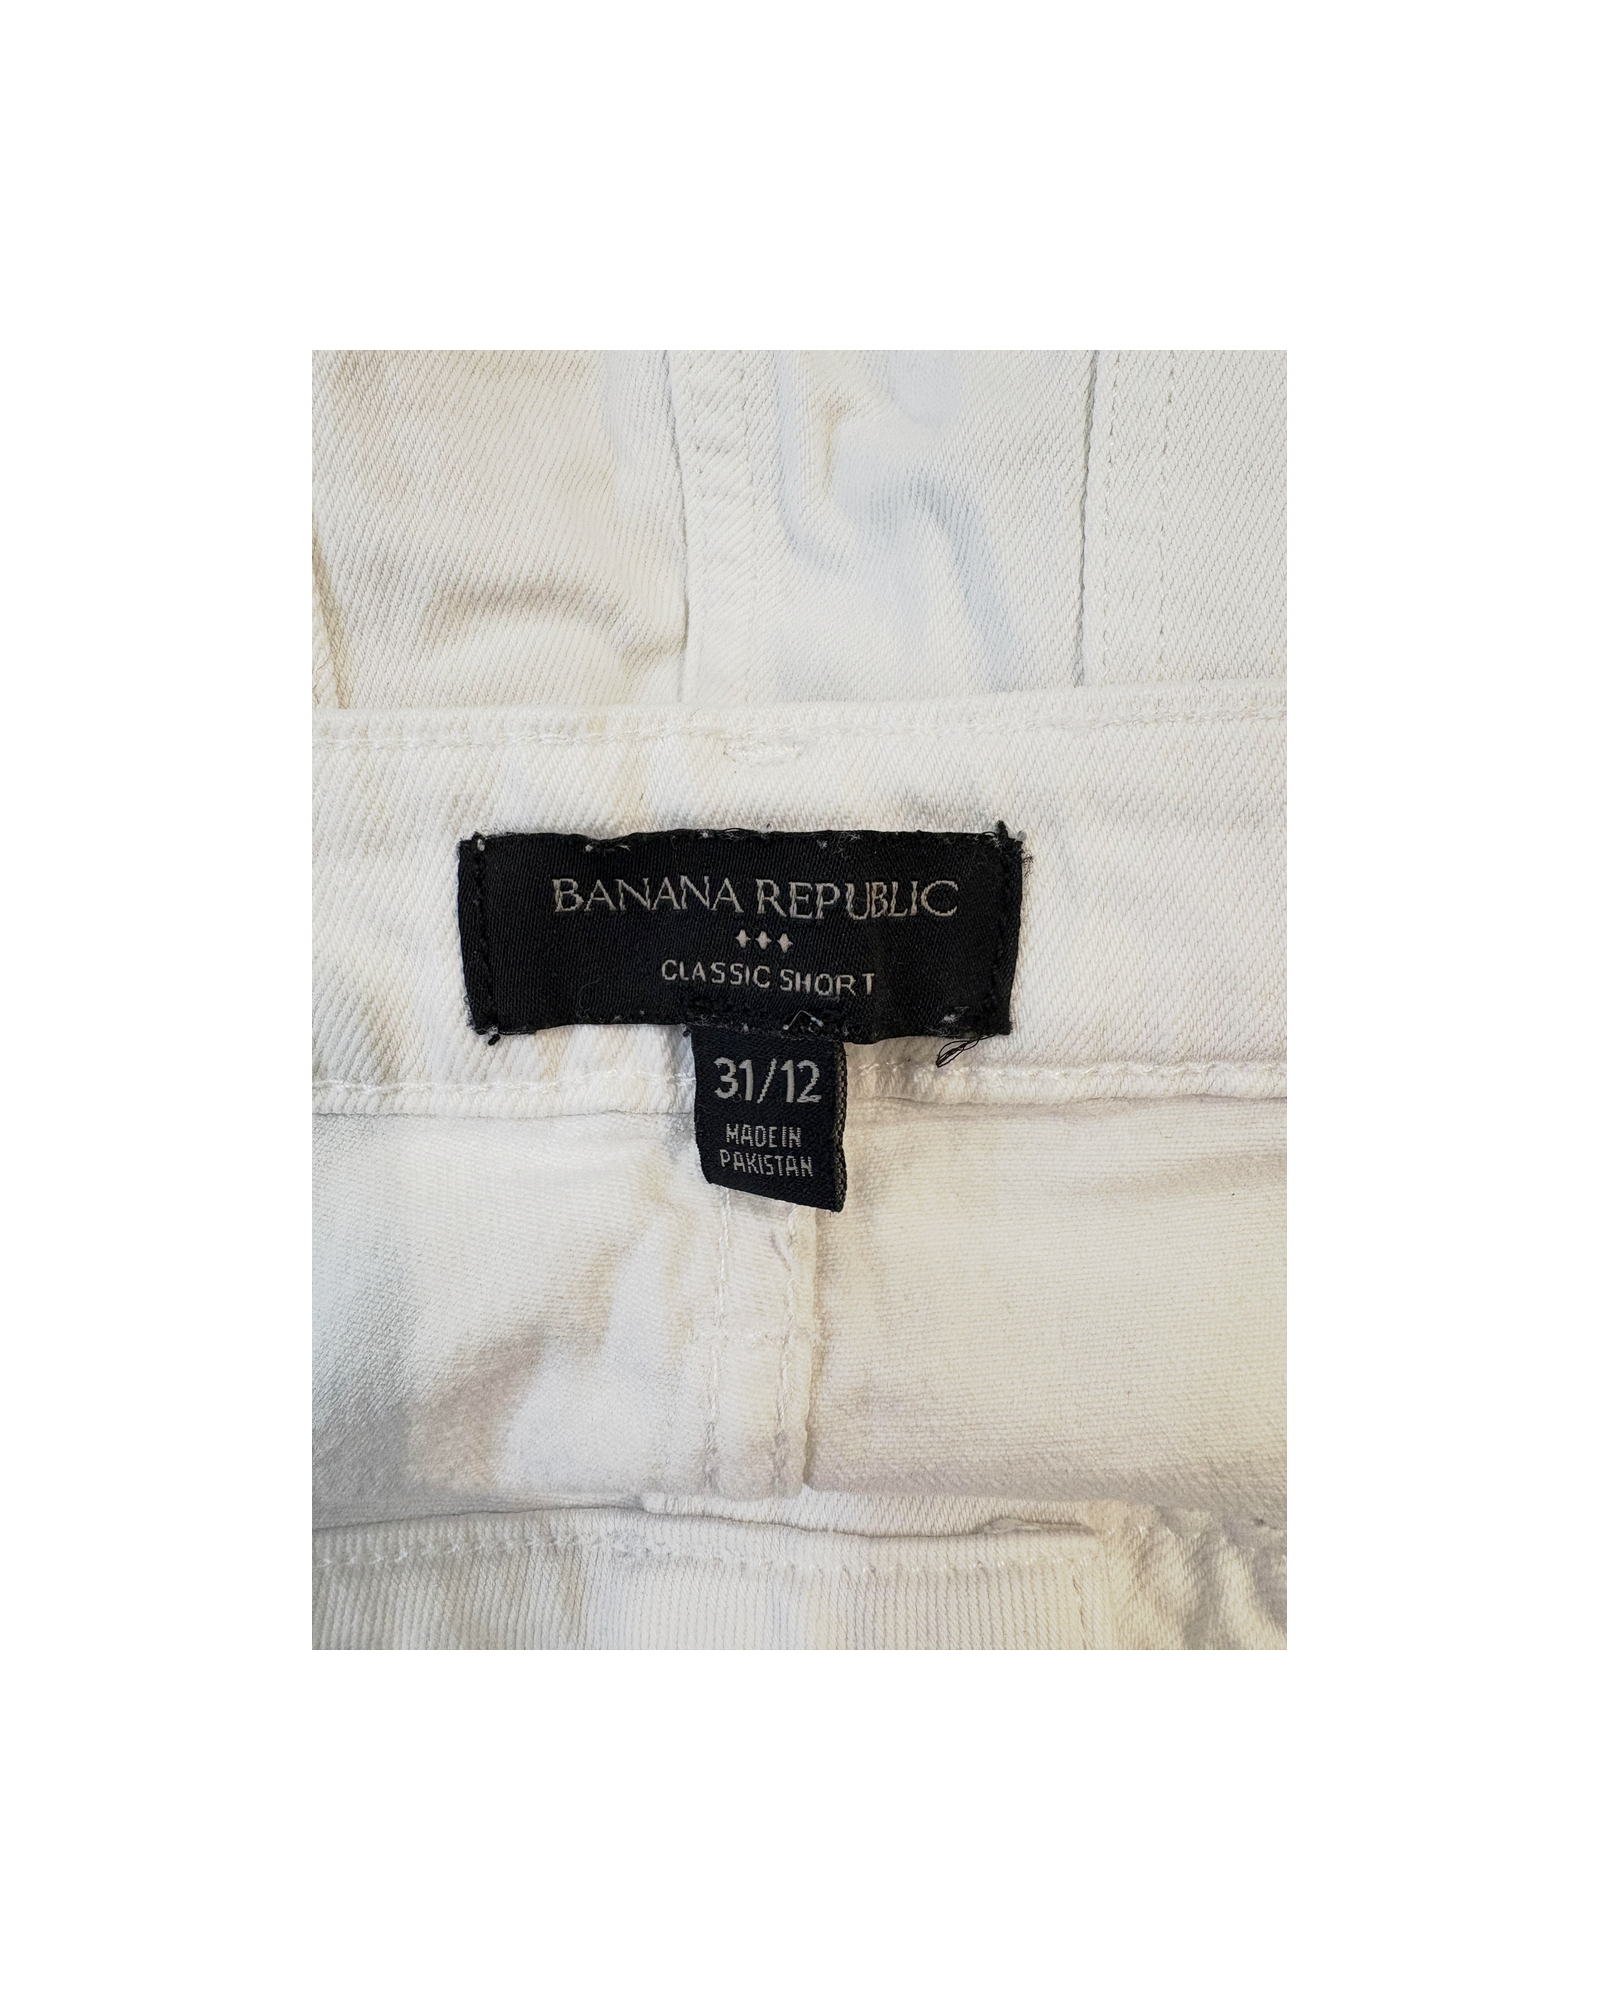 BANANA REPUBLIC
CLASSIC SHORT
31/12
MADE IN
PAKISTAN